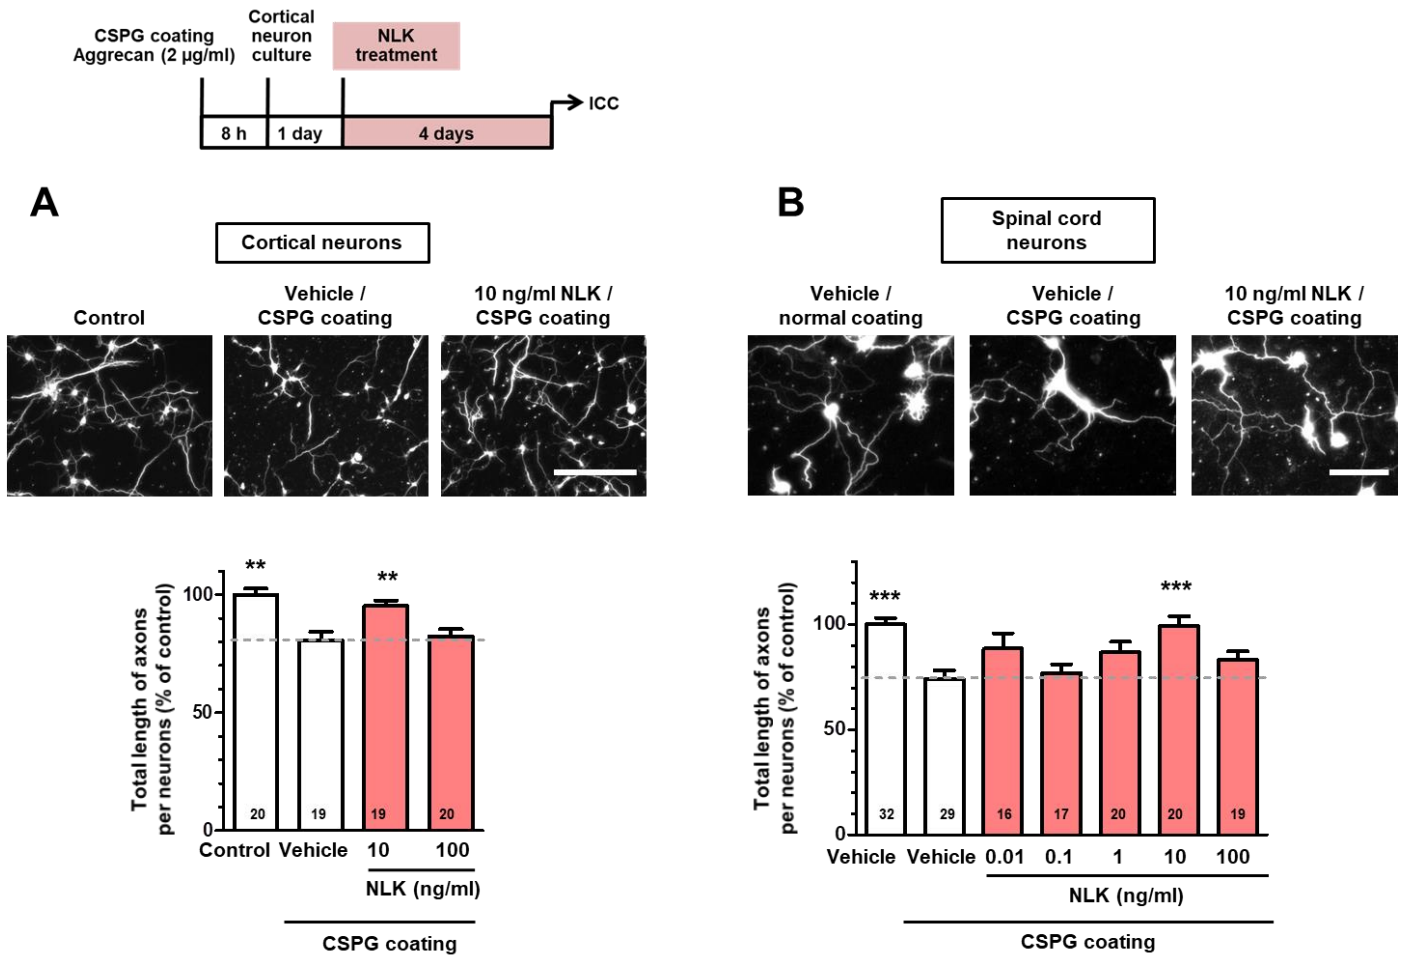 CSPG coating
Aggrecan (2 µg/ml)
Cortical
neuron
culture
NLK
treatment
8 h
1 day
4 days
ICC
A
Cortical neurons
Control
Vehicle /
CSPG coating
10 ng/ml NLK /
CSPG coating
Total length of axons
per neurons (% of control)
100
50
0
**
**
20
19
19
20
Control
Vehicle
10
100
NLK (ng/ml)
CSPG coating
B
Spinal cord
neurons
Vehicle /
normal coating
Vehicle /
CSPG coating
10 ng/ml NLK /
CSPG coating
Total length of axons
per neurons (% of control)
100
50
0
***
***
32
29
16
17
20
20
19
Vehicle
Vehicle
0.01
0.1
1
10
100
NLK (ng/ml)
CSPG coating